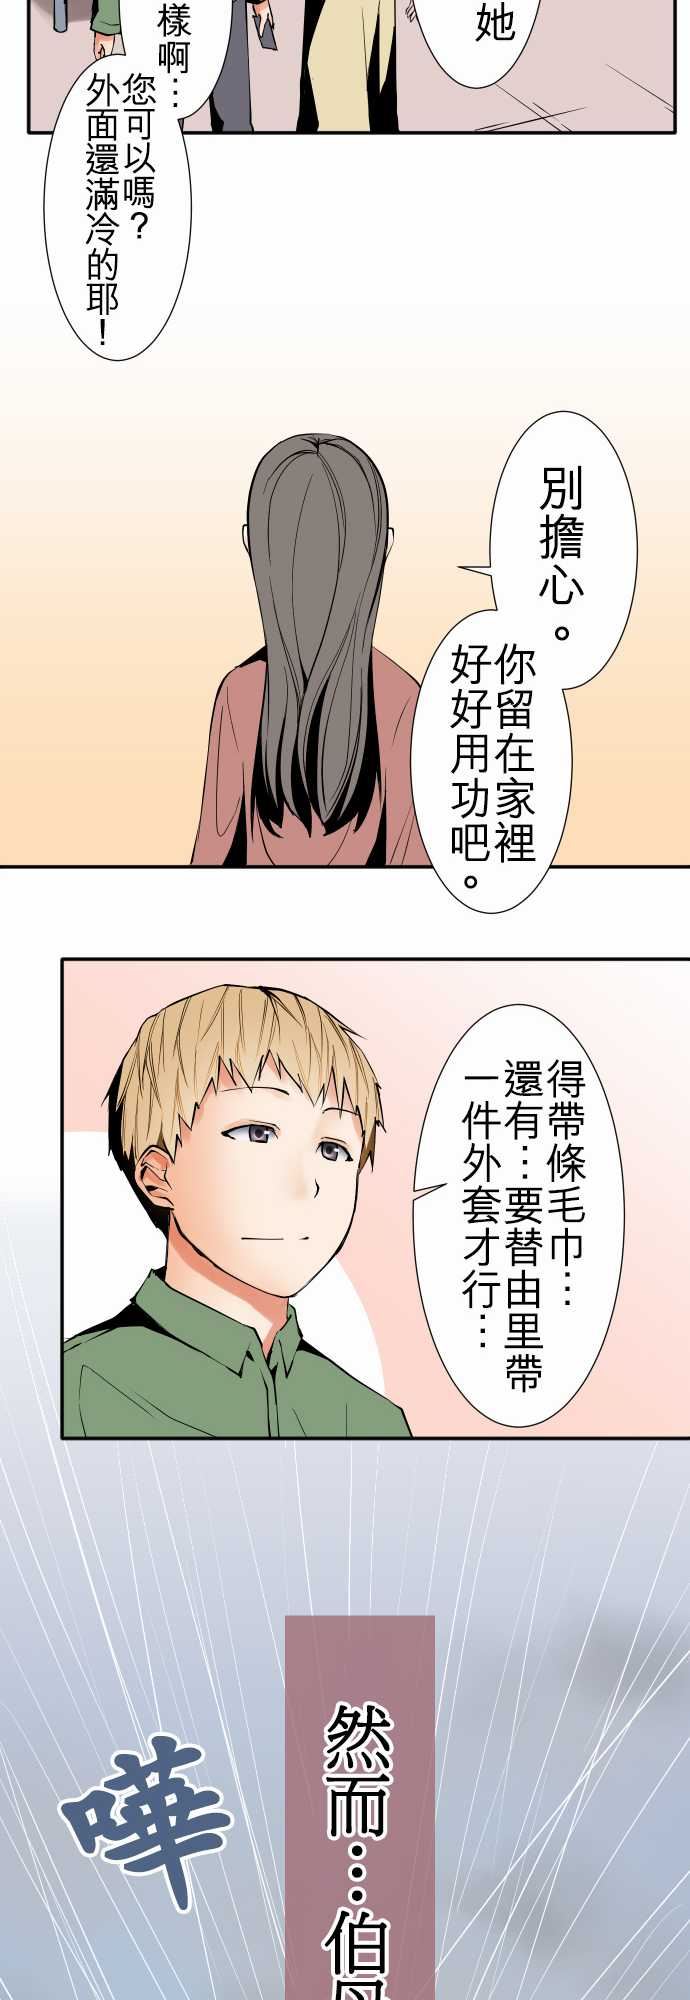 她
樣啊…
您可以嗎？
外面還滿冷的耶！
別擔心。
你留在家裡
好好用功吧。
得帶條毛巾…
還有…要替由里帶
一件外套才行…
嘩
然而…伯母